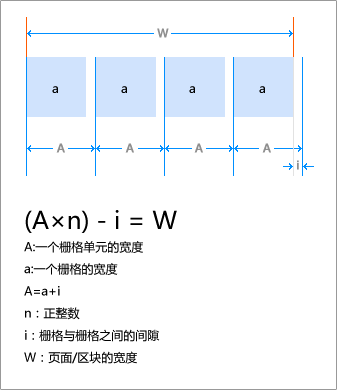 W
a a a a
A A A A
i
(A×n) - i = W
A:一个栅格单元的宽度
a:一个栅格的宽度
A=a+i
n：正整数
i：栅格与栅格之间的间隙
W：页面/区块的宽度